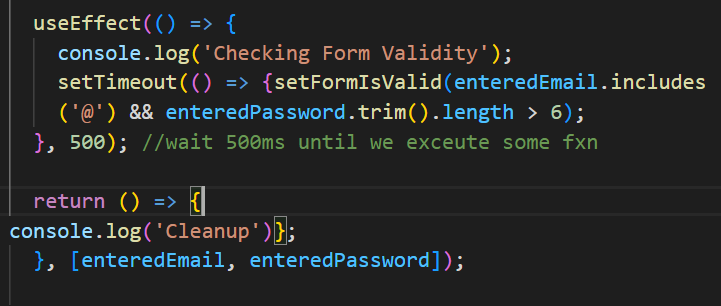 useEffect(() => {
console.log('Checking Form Validity');
setTimeout(() => {setFormIsValid(enteredEmail.includes
('@') && enteredPassword.trim().length > 6);
}, 500); //wait 500ms until we exceute some fxn
return () => {
console.log('Cleanup')};
}, [enteredEmail, enteredPassword]);